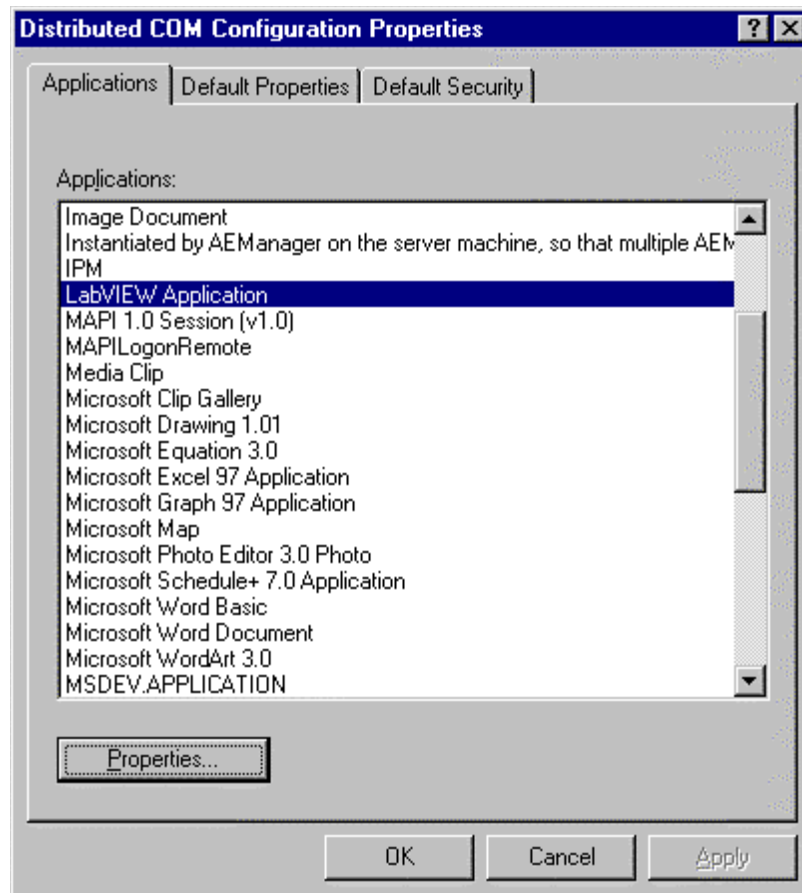 Distributed COM Configuration Properties
Applications Default Properties Default Security
Applications:
Image Document
Instantiated by AEManager on the server machine, so that multiple AEM
IPM
LabVIEW Application
MAPI 1.0 Session (v1.0)
MAPILogonRemote
Media Clip
Microsoft Clip Gallery
Microsoft Drawing 1.01
Microsoft Equation 3.0
Microsoft Excel 97 Application
Microsoft Graph 97 Application
Microsoft Map
Microsoft Photo Editor 3.0 Photo
Microsoft Schedule+ 7.0 Application
Microsoft Word Basic
Microsoft Word Document
Microsoft WordArt 3.0
MSDEV.APPLICATION
Properties...
OK Cancel Apply